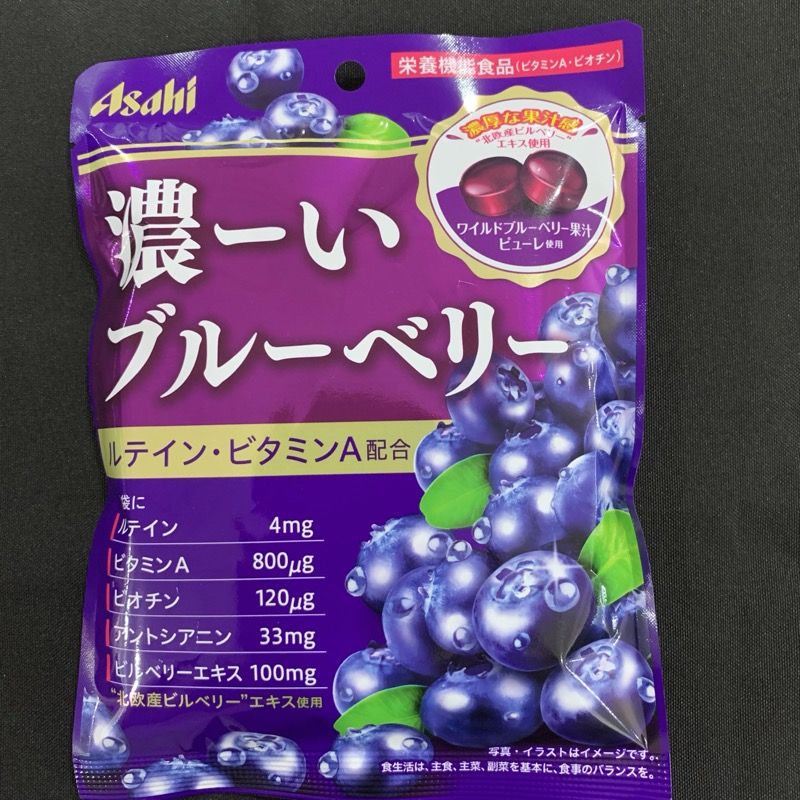 Asahi
栄養機能食品(ビタミンA・ビオチン)
濃厚な果汁感
"北欧産ビルベリー"
エキス使用
ワイルドブルーベリー果汁
ピューレ使用
濃ーい
ブルーベリー
ルテイン・ビタミンA配合
袋に
ルテイン 4mg
ビタミンA 800μg
ビオチン 120μg
アントシアニン 33mg
ビルベリーエキス 100mg
"北欧産ビルベリー"エキス使用
写真・イラストはイメージです。
食生活は、主食、主菜、副菜を基本に、食事のバランスを。